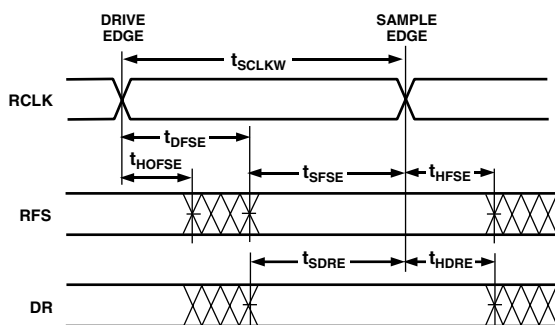 DRIVE EDGE
SAMPLE EDGE
tSCLKW
RCLK
tDFSE
tHOFSE
tSFSE
tHFSE
RFS
tSDRE
tHDRE
DR